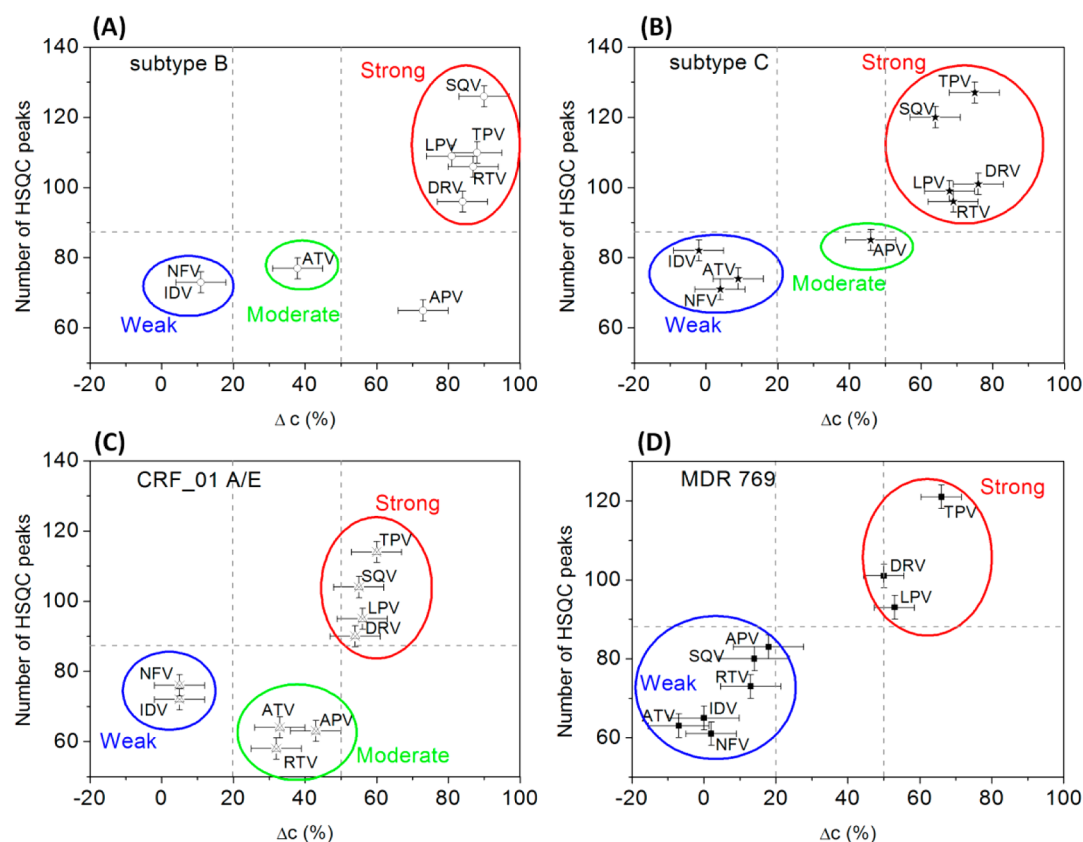 (A)
140
120
100
80
60
Number of HSQC peaks
subtype B
Strong
SQV
TPV
LPV
RTV
DRV
NFV
IDV
ATV
APV
Weak
Moderate
-20 0 20 40 60 80 100
Δ c (%)
(B)
140
120
100
80
60
Number of HSQC peaks
subtype C
Strong
TPV
SQV
DRV
LPV
RTV
IDV
ATV
NFV
APV
Moderate
Weak
-20 0 20 40 60 80 100
Δ c (%)
(C)
140
120
100
80
60
Number of HSQC peaks
CRF_01 A/E
Strong
TPV
SQV
LPV
DRV
NFV
IDV
ATV
APV
RTV
Weak
Moderate
-20 0 20 40 60 80 100
Δc (%)
(D)
120
100
80
60
Number of HSQC peaks
MDR 769
Strong
TPV
DRV
LPV
APV
SQV
Weak
RTV
ATV
IDV
NFV
-20 0 20 40 60 80 100
Δc (%)